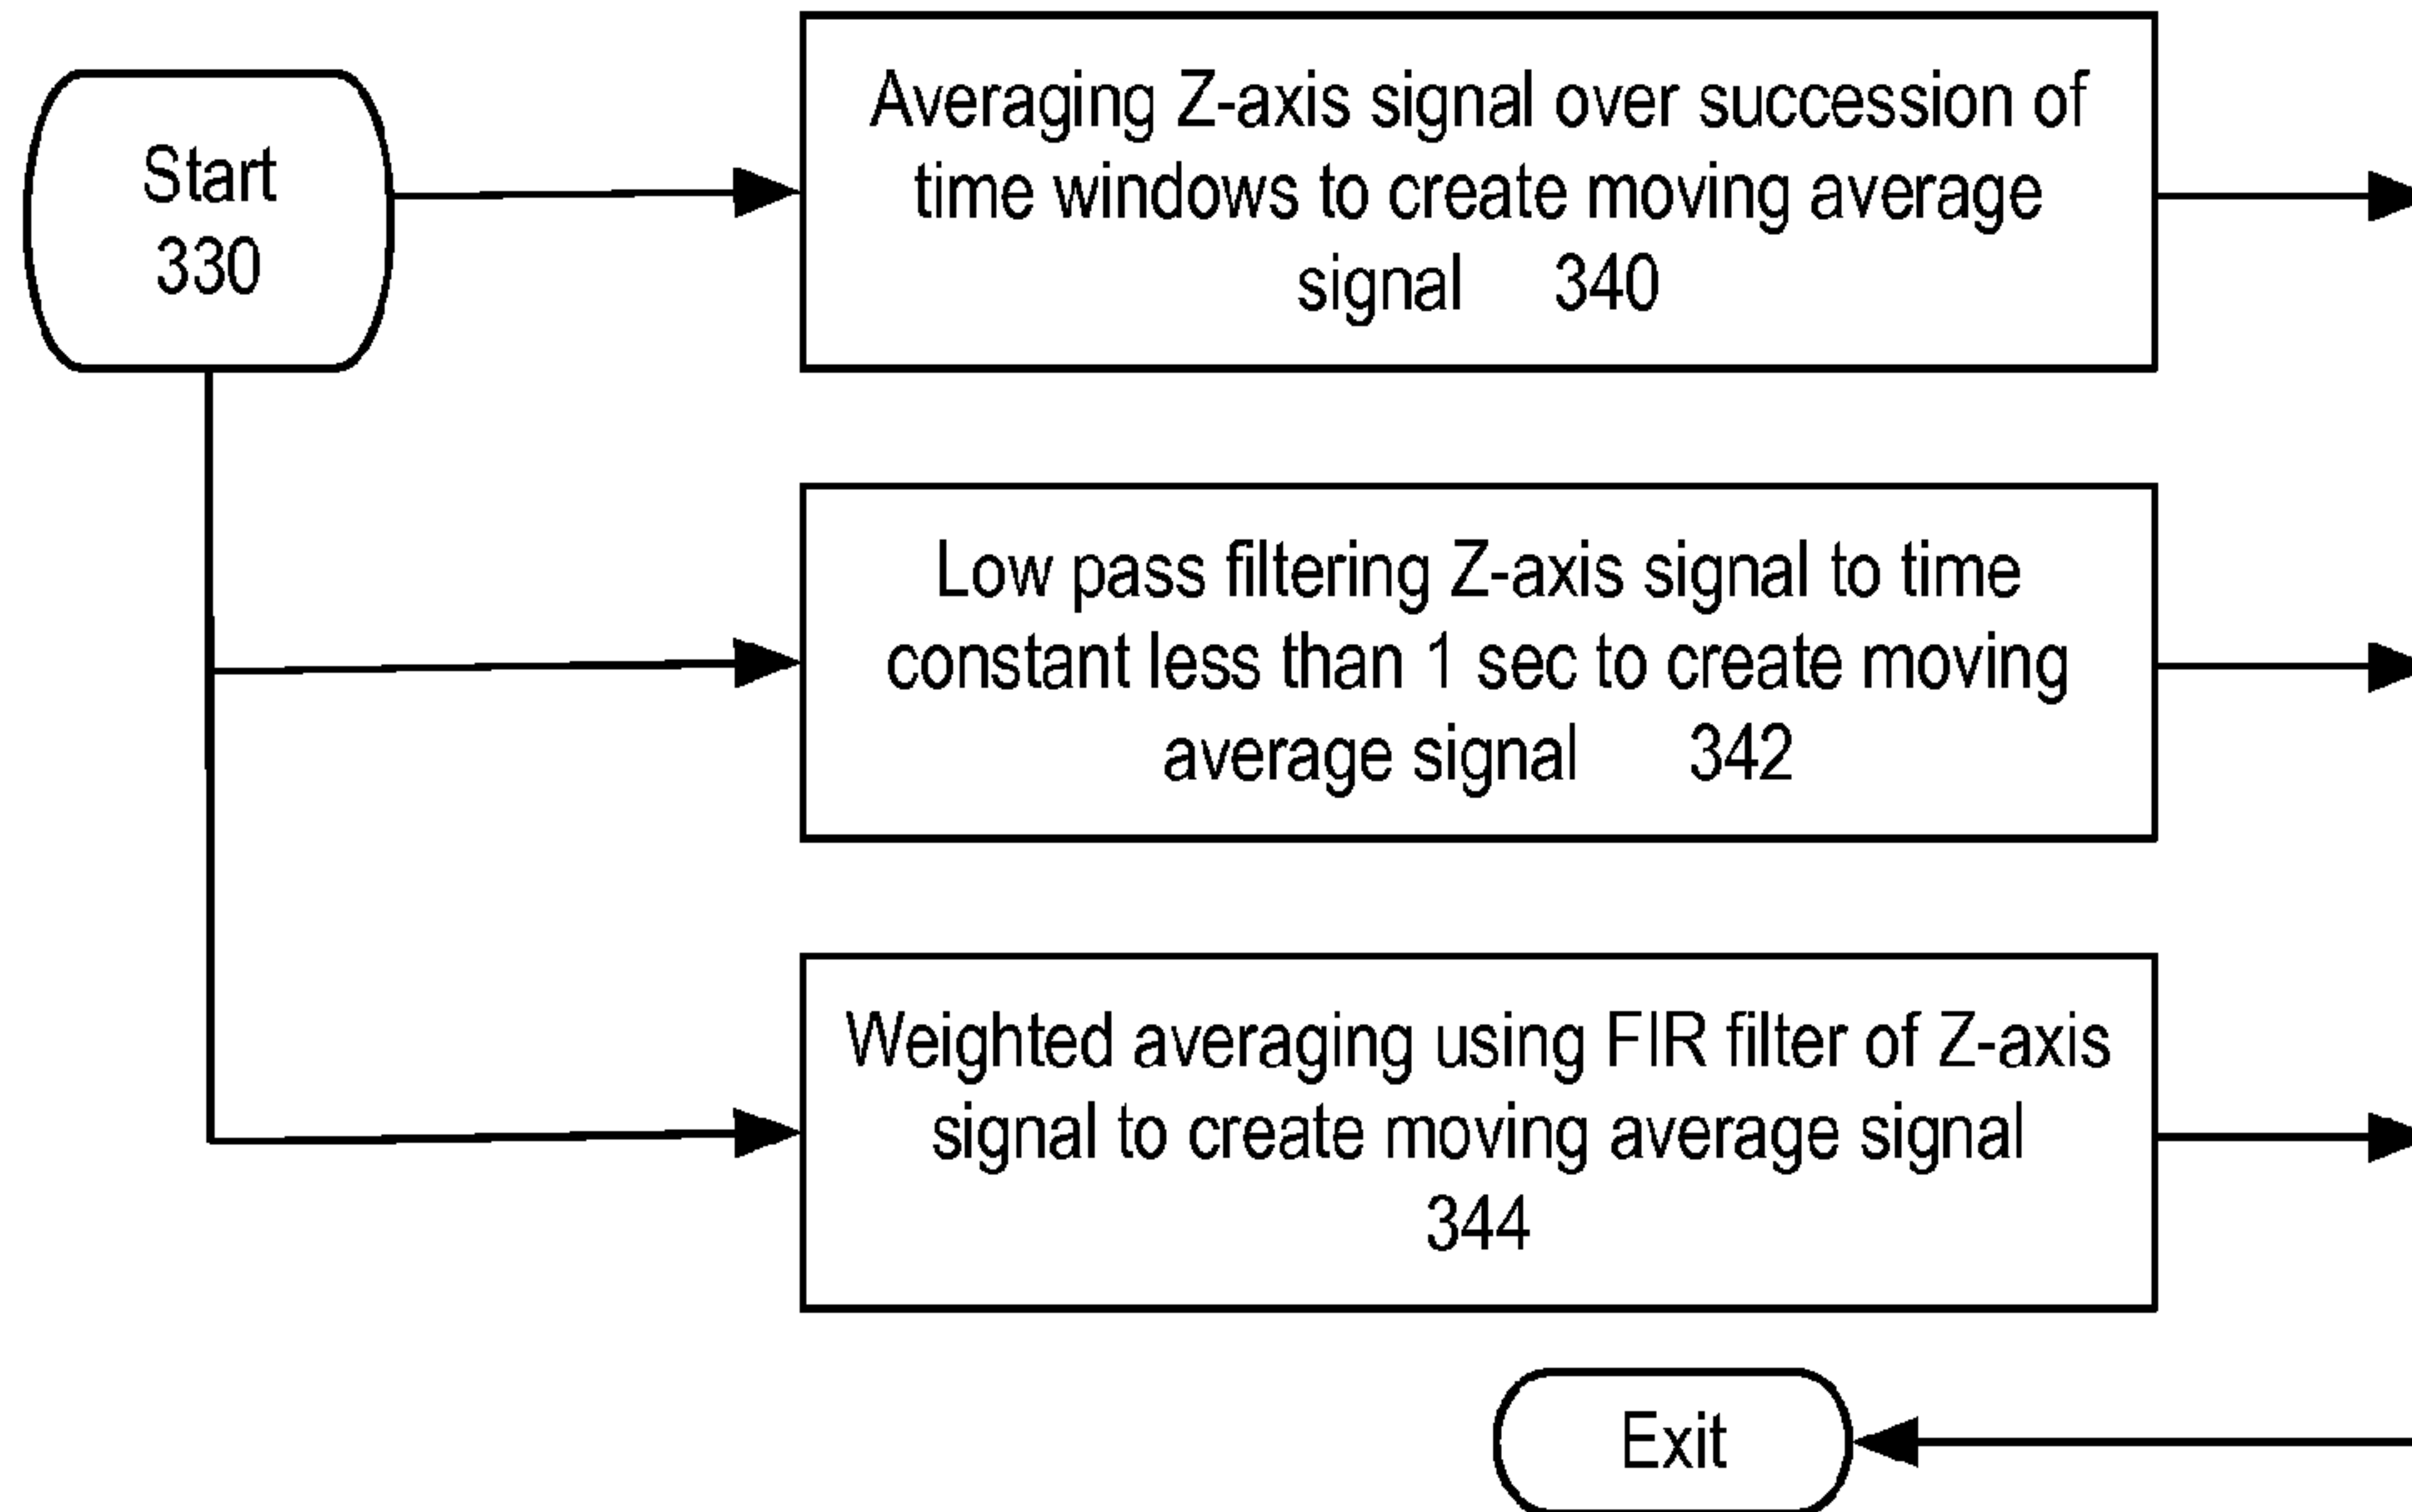 Start
330
Averaging Z-axis signal over succession of
time windows to create moving average
signal 340
Low pass filtering Z-axis signal to time
constant less than 1 sec to create moving
average signal 342
Weighted averaging using FIR filter of Z-axis
signal to create moving average signal
344
Exit